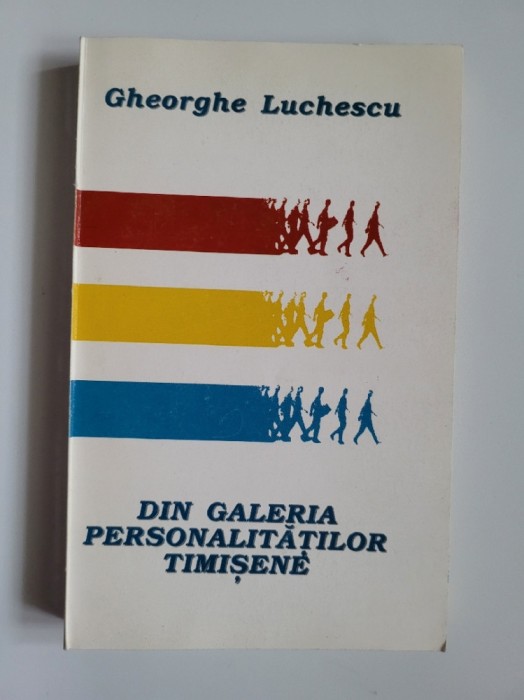 Gheorghe Luchescu
DIN GALERIA
PERSONALITĂȚILOR
TIMIȘENE